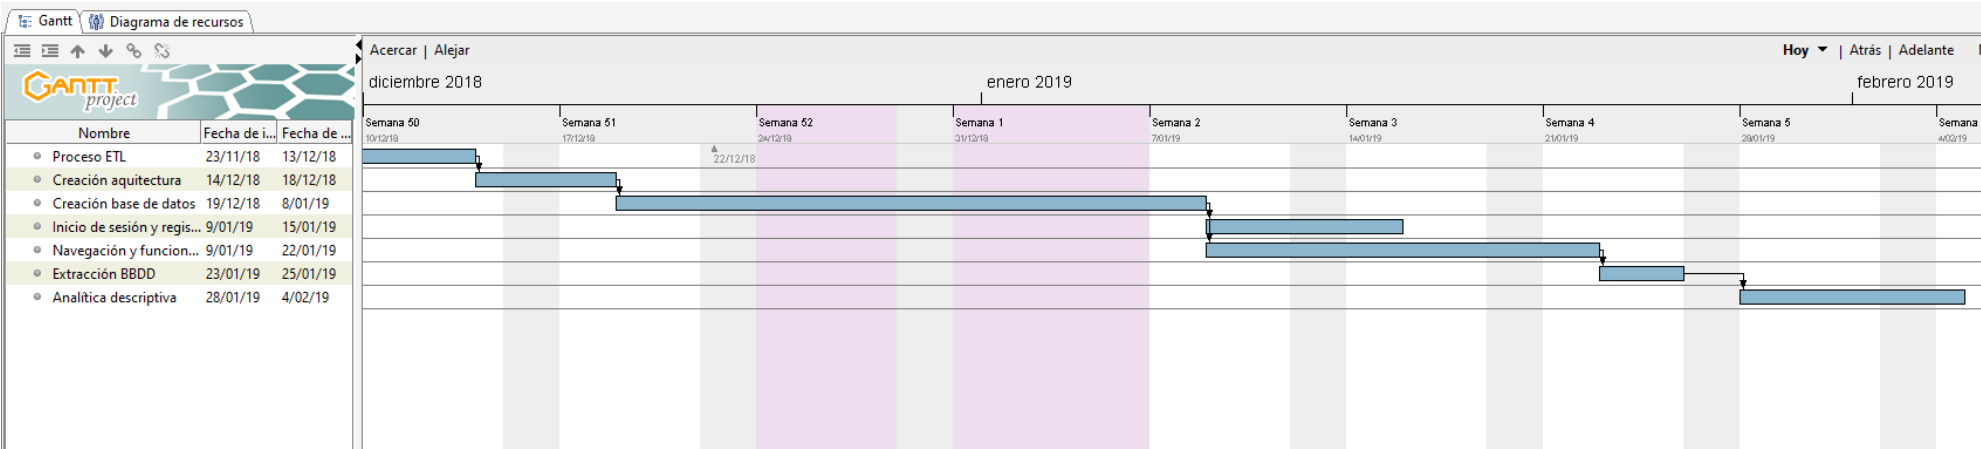 Gantt Diagrama de recursos
Acercar | Alejar Hoy | Atrás | Adelante
GANTT project
diciembre 2018 enero 2019 febrero 2019
Nombre Fecha de i... Fecha de ...
Semana 50 Semana 51 Semana 52 Semana 1 Semana 2 Semana 3 Semana 4 Semana 5 Semana
10/12/18 17/12/18 24/12/18 31/12/18 7/01/19 14/01/19 21/01/19 28/01/19 4/02/19
Proceso ETL 23/11/18 13/12/18
22/12/18
Creación aquitectura 14/12/18 18/12/18
Creación base de datos 19/12/18 8/01/19
Inicio de sesión y regis... 9/01/19 15/01/19
Navegación y funcion... 9/01/19 22/01/19
Extracción BBDD 23/01/19 25/01/19
Analítica descriptiva 28/01/19 4/02/19